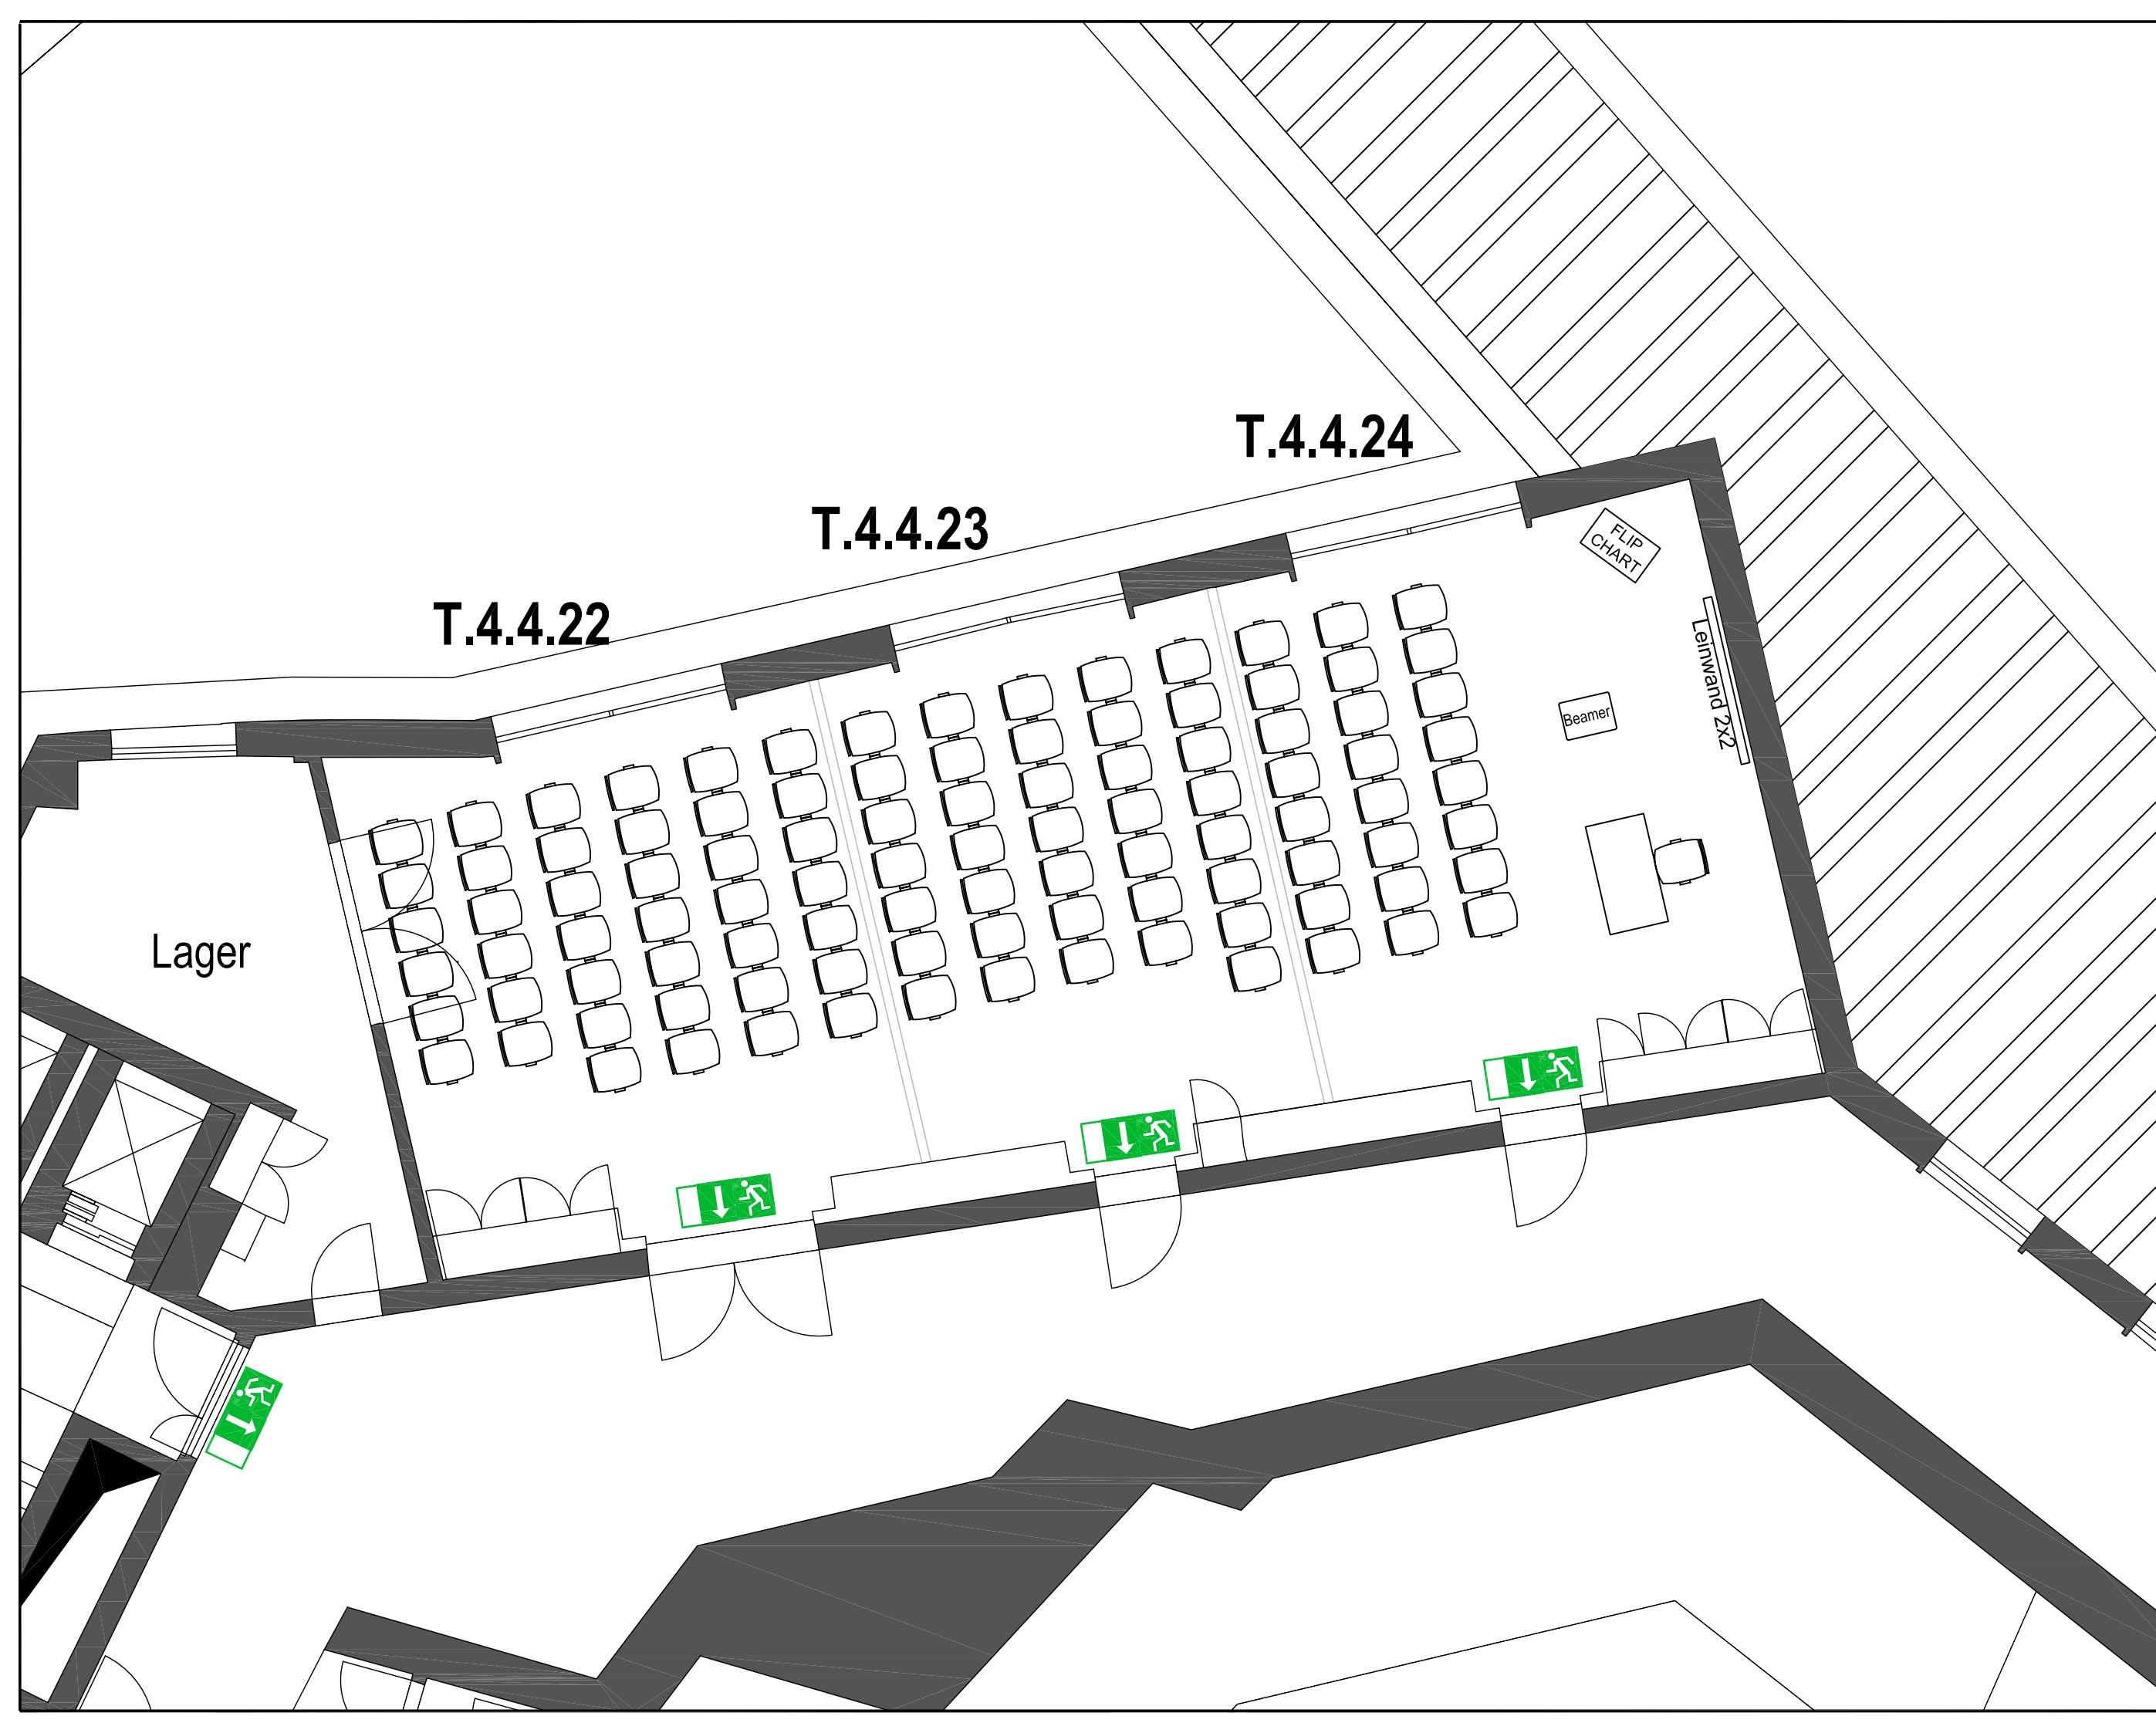 T.4.4.24
T.4.4.23
T.4.4.22
FLIP
CHART
Leinwand 2x2
Beamer
Lager